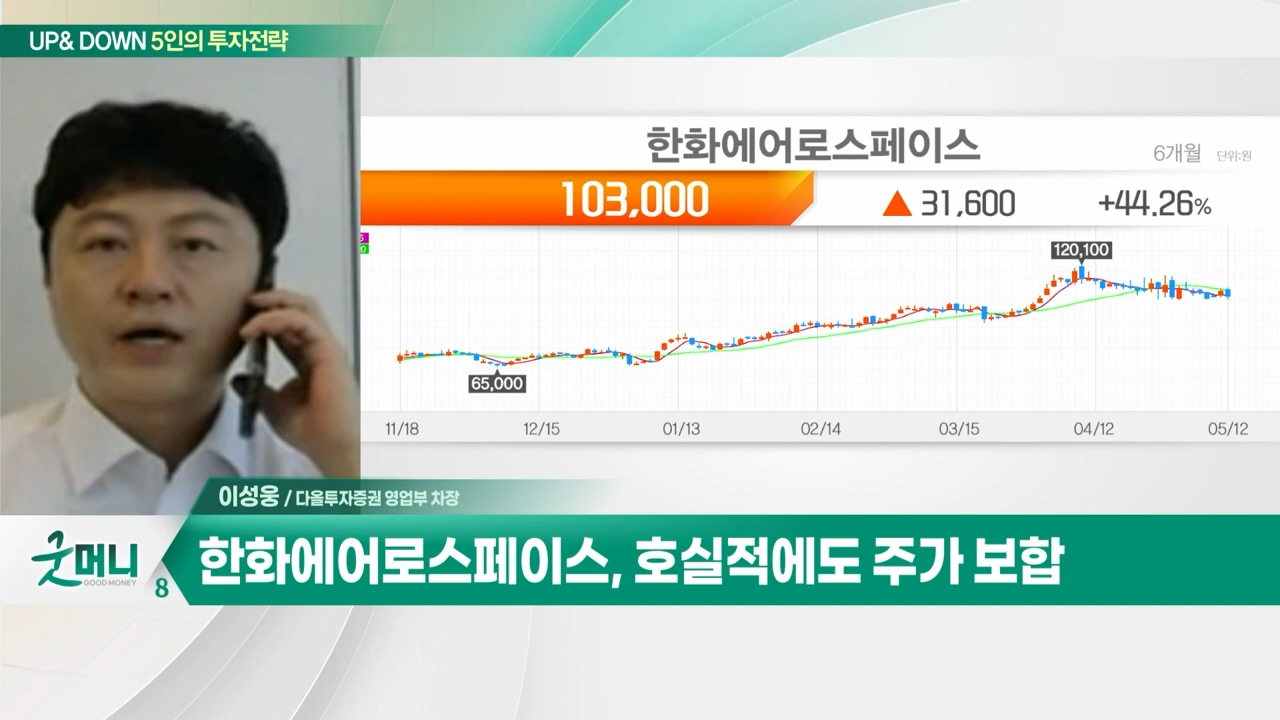 UP& DOWN 5인의 투자전략
한화에어로스페이스
6개월 단위:원
103,000 ▲ 31,600 +44.26%
120,100
65,000
11/18 12/15 01/13 02/14 03/15 04/12 05/12
이성웅 / 다올투자증권 영업부 차장
굿머니
GOOD MONEY
8
한화에어로스페이스, 호실적에도 주가 보합